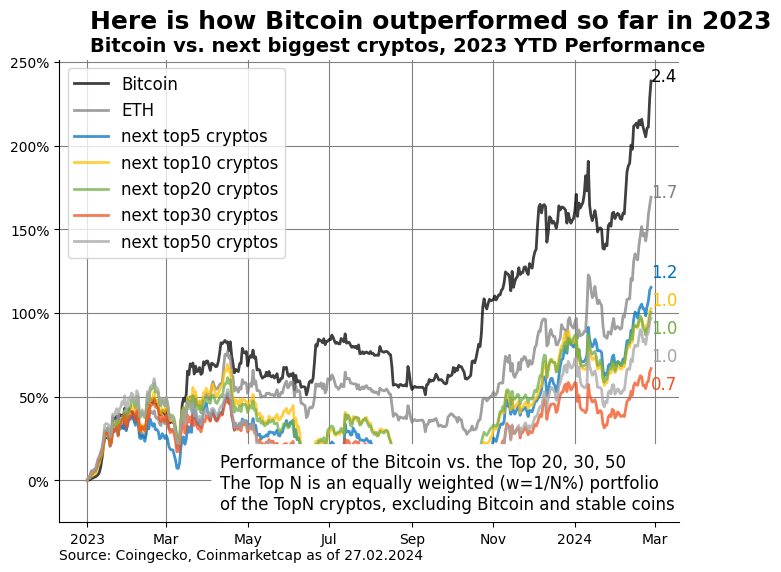 Here is how Bitcoin outperformed so far in 2023
Bitcoin vs. next biggest cryptos, 2023 YTD Performance
250%
200%
150%
100%
50%
0%
Bitcoin
ETH
next top5 cryptos
next top10 cryptos
next top20 cryptos
next top30 cryptos
next top50 cryptos
2.4
1.7
1.2
1.0
1.0
1.0
0.7
Performance of the Bitcoin vs. the Top 20, 30, 50
The Top N is an equally weighted (w=1/N%) portfolio
of the TopN cryptos, excluding Bitcoin and stable coins
2023 Mar May Jul Sep Nov 2024 Mar
Source: Coingecko, Coinmarketcap as of 27.02.2024